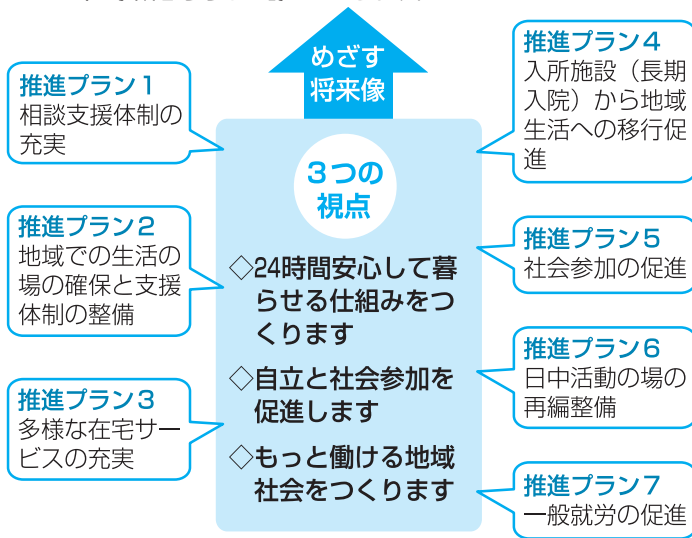 めざす
将来像
3つの
視点
◇24時間安心して暮
らせる仕組みをつ
くります
◇自立と社会参加を
促進します
◇もっと働ける地域
社会をつくります
推進プラン1
相談支援体制の
充実
推進プラン2
地域での生活の
場の確保と支援
体制の整備
推進プラン3
多様な在宅サー
ビスの充実
推進プラン4
入所施設（長期
入院）から地域
生活への移行促
進
推進プラン5
社会参加の促進
推進プラン6
日中活動の場の
再編整備
推進プラン7
一般就労の促進